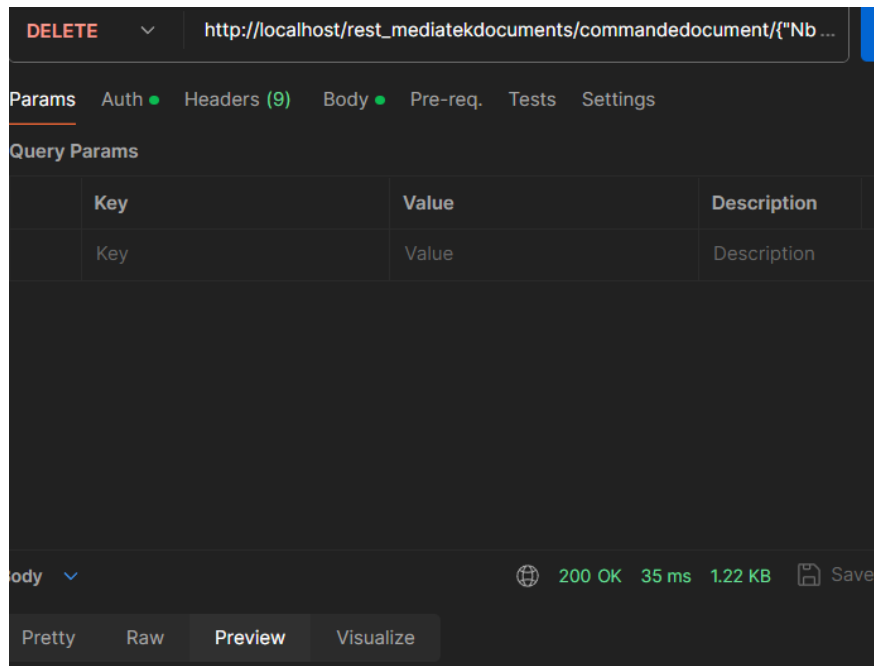 DELETE http://localhost/rest_mediatekdocuments/commandedocument/{"Nb ...
Params Auth Headers (9) Body Pre-req. Tests Settings
Query Params
Key Value Description
Key Value Description
ody 200 OK 35 ms 1.22 KB Save
Pretty Raw Preview Visualize